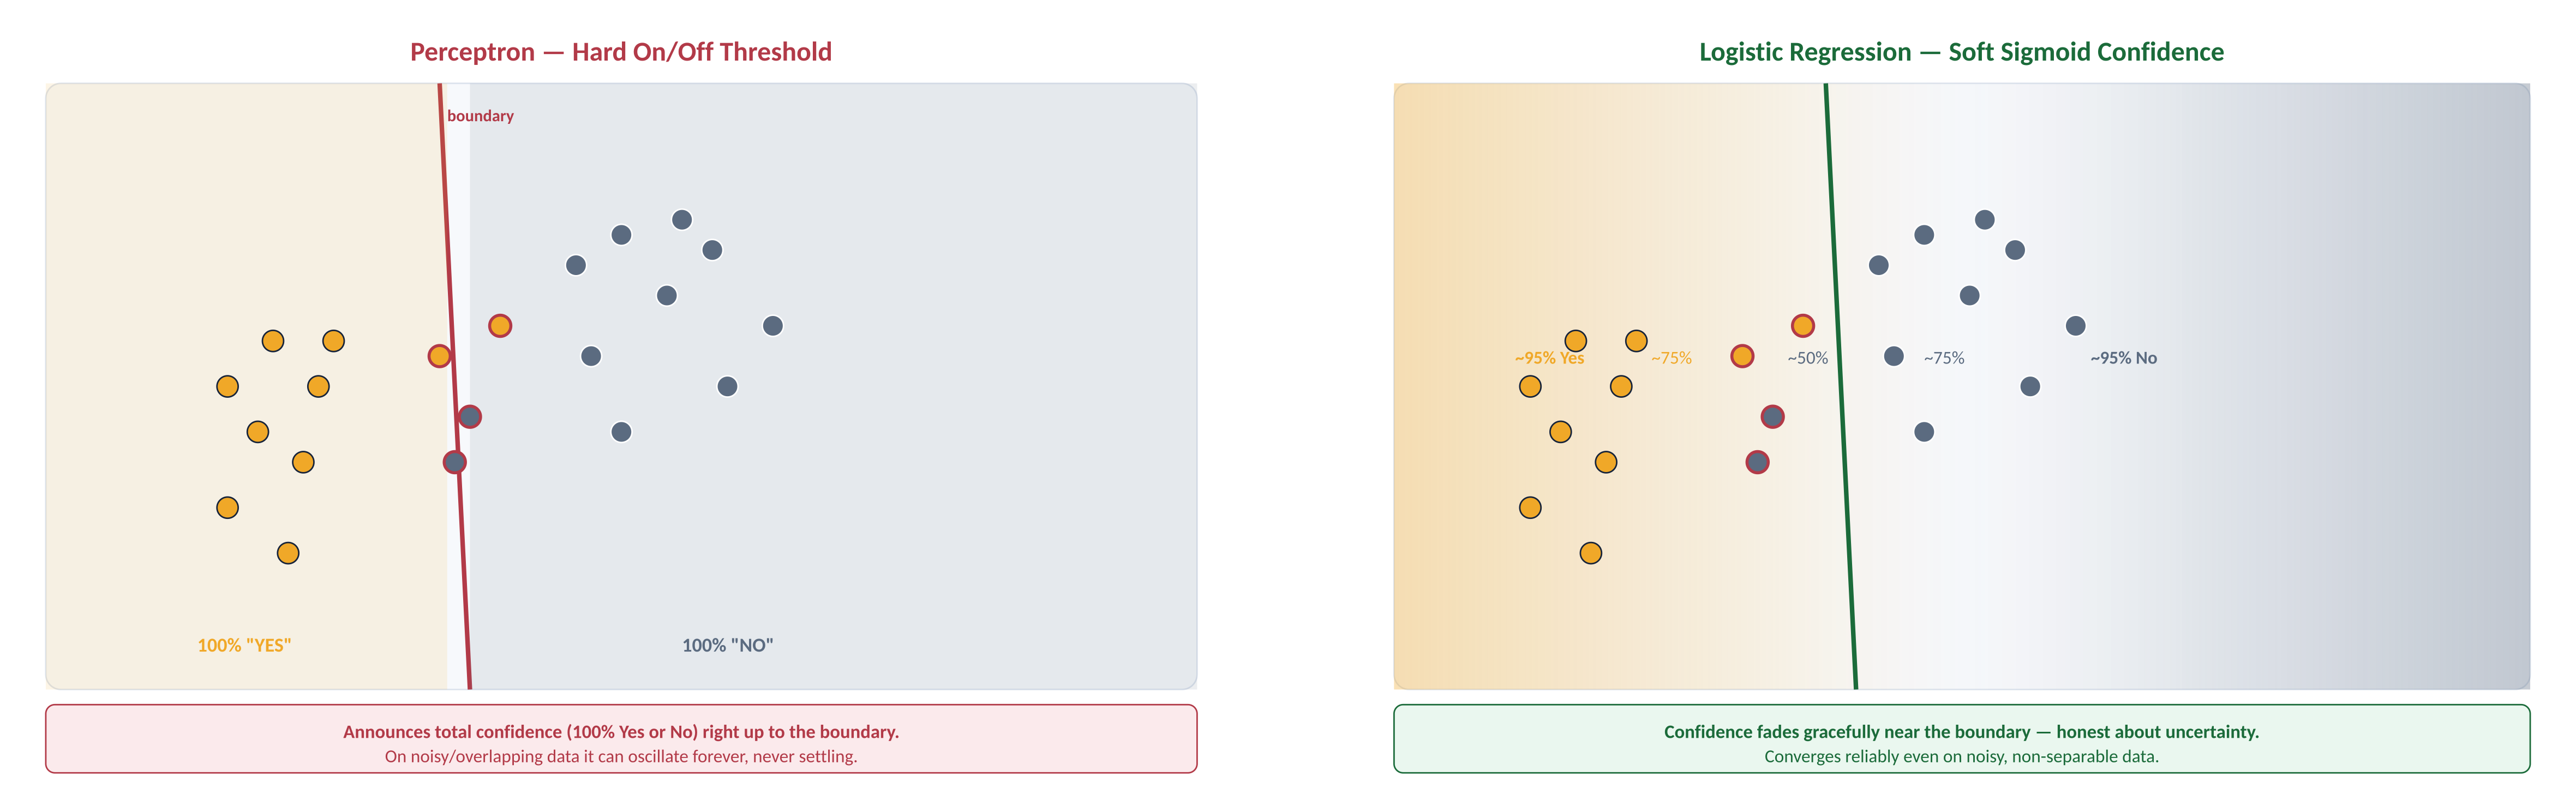 Perceptron — Hard On/Off Threshold
boundary
100% "YES"
100% "NO"
Announces total confidence (100% Yes or No) right up to the boundary.
On noisy/overlapping data it can oscillate forever, never settling.
Logistic Regression — Soft Sigmoid Confidence
~95% Yes
~75%
~50%
~75%
~95% No
Confidence fades gracefully near the boundary — honest about uncertainty.
Converges reliably even on noisy, non-separable data.